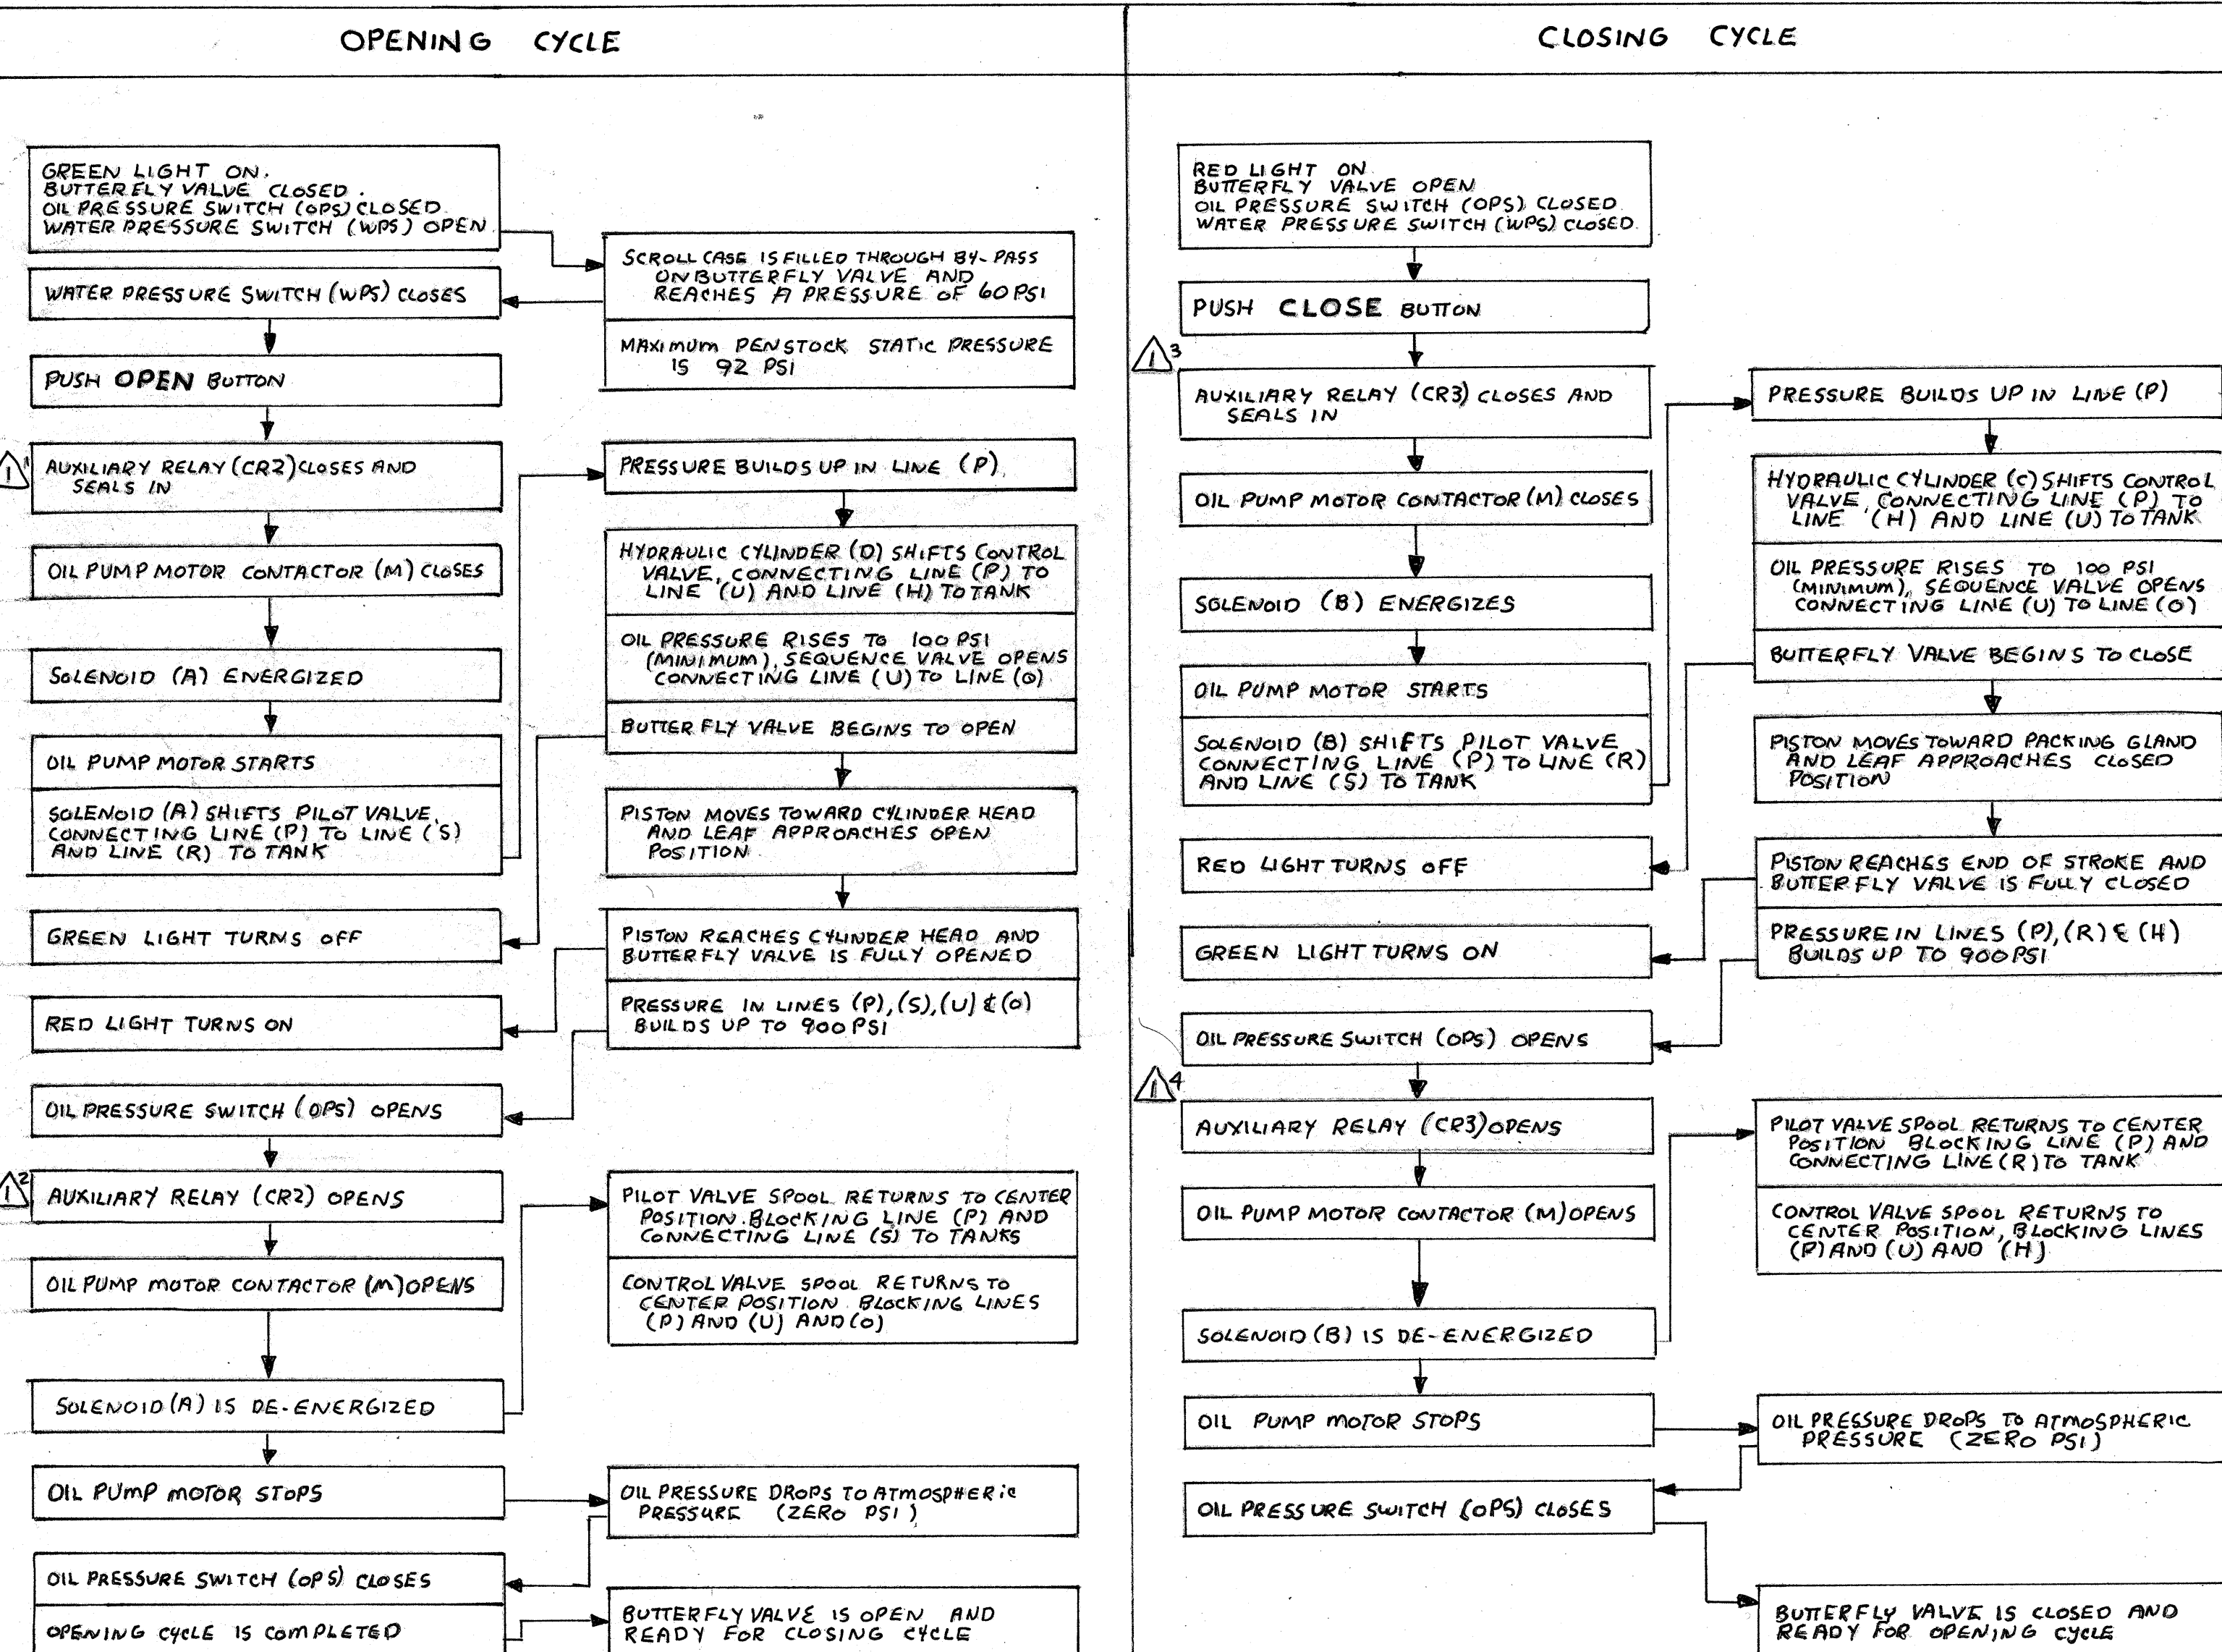 OPENING CYCLE
GREEN LIGHT ON.
BUTTERFLY VALVE CLOSED.
OIL PRESSURE SWITCH (OPS) CLOSED.
WATER PRESSURE SWITCH (WPS) OPEN
SCROLL CASE IS FILLED THROUGH BY-PASS
ON BUTTERFLY VALVE AND
REACHES A PRESSURE OF 60 PSI
MAXIMUM PENSTOCK STATIC PRESSURE
IS 92 PSI
WATER PRESSURE SWITCH (WPS) CLOSES
PUSH OPEN BUTTON
1 1
AUXILIARY RELAY (CR2) CLOSES AND
SEALS IN
OIL PUMP MOTOR CONTACTOR (M) CLOSES
SOLENOID (A) ENERGIZED
OIL PUMP MOTOR STARTS
SOLENOID (A) SHIFTS PILOT VALVE,
CONNECTING LINE (P) TO LINE (S)
AND LINE (R) TO TANK
PRESSURE BUILDS UP IN LINE (P)
HYDRAULIC CYLINDER (D) SHIFTS CONTROL
VALVE, CONNECTING LINE (P) TO
LINE (U) AND LINE (H) TO TANK
OIL PRESSURE RISES TO 100 PSI
(MINIMUM), SEQUENCE VALVE OPENS
CONNECTING LINE (U) TO LINE (O)
BUTTERFLY VALVE BEGINS TO OPEN
PISTON MOVES TOWARD CYLINDER HEAD
AND LEAF APPROACHES OPEN
POSITION
GREEN LIGHT TURNS OFF
PISTON REACHES CYLINDER HEAD AND
BUTTERFLY VALVE IS FULLY OPENED
PRESSURE IN LINES (P), (S), (U) & (O)
BUILDS UP TO 900 PSI
RED LIGHT TURNS ON
OIL PRESSURE SWITCH (OPS) OPENS
1 2
AUXILIARY RELAY (CR2) OPENS
OIL PUMP MOTOR CONTACTOR (M) OPENS
SOLENOID (A) IS DE-ENERGIZED
PILOT VALVE SPOOL RETURNS TO CENTER
POSITION. BLOCKING LINE (P) AND
CONNECTING LINE (S) TO TANKS
CONTROL VALVE SPOOL RETURNS TO
CENTER POSITION BLOCKING LINES
(P) AND (U) AND (O)
OIL PUMP MOTOR STOPS
OIL PRESSURE DROPS TO ATMOSPHERIC
PRESSURE (ZERO PSI)
OIL PRESSURE SWITCH (OPS) CLOSES
OPENING CYCLE IS COMPLETED
BUTTERFLY VALVE IS OPEN AND
READY FOR CLOSING CYCLE
CLOSING CYCLE
RED LIGHT ON
BUTTERFLY VALVE OPEN
OIL PRESSURE SWITCH (OPS) CLOSED
WATER PRESSURE SWITCH (WPS) CLOSED
PUSH CLOSE BUTTON
1 3
AUXILIARY RELAY (CR3) CLOSES AND
SEALS IN
OIL PUMP MOTOR CONTACTOR (M) CLOSES
SOLENOID (B) ENERGIZES
OIL PUMP MOTOR STARTS
SOLENOID (B) SHIFTS PILOT VALVE
CONNECTING LINE (P) TO LINE (R)
AND LINE (S) TO TANK
PRESSURE BUILDS UP IN LINE (P)
HYDRAULIC CYLINDER (C) SHIFTS CONTROL
VALVE, CONNECTING LINE (P) TO
LINE (H) AND LINE (U) TO TANK
OIL PRESSURE RISES TO 100 PSI
(MINIMUM), SEQUENCE VALVE OPENS
CONNECTING LINE (U) TO LINE (O)
BUTTERFLY VALVE BEGINS TO CLOSE
PISTON MOVES TOWARD PACKING GLAND
AND LEAF APPROACHES CLOSED
POSITION
RED LIGHT TURNS OFF
PISTON REACHES END OF STROKE AND
BUTTERFLY VALVE IS FULLY CLOSED
PRESSURE IN LINES (P), (R) & (H)
BUILDS UP TO 900 PSI
GREEN LIGHT TURNS ON
OIL PRESSURE SWITCH (OPS) OPENS
1 4
AUXILIARY RELAY (CR3) OPENS
OIL PUMP MOTOR CONTACTOR (M) OPENS
SOLENOID (B) IS DE-ENERGIZED
PILOT VALVE SPOOL RETURNS TO CENTER
POSITION BLOCKING LINE (P) AND
CONNECTING LINE (R) TO TANK
CONTROL VALVE SPOOL RETURNS TO
CENTER POSITION, BLOCKING LINES
(P) AND (U) AND (H)
OIL PUMP MOTOR STOPS
OIL PRESSURE DROPS TO ATMOSPHERIC
PRESSURE (ZERO PSI)
OIL PRESSURE SWITCH (OPS) CLOSES
BUTTERFLY VALVE IS CLOSED AND
READY FOR OPENING CYCLE